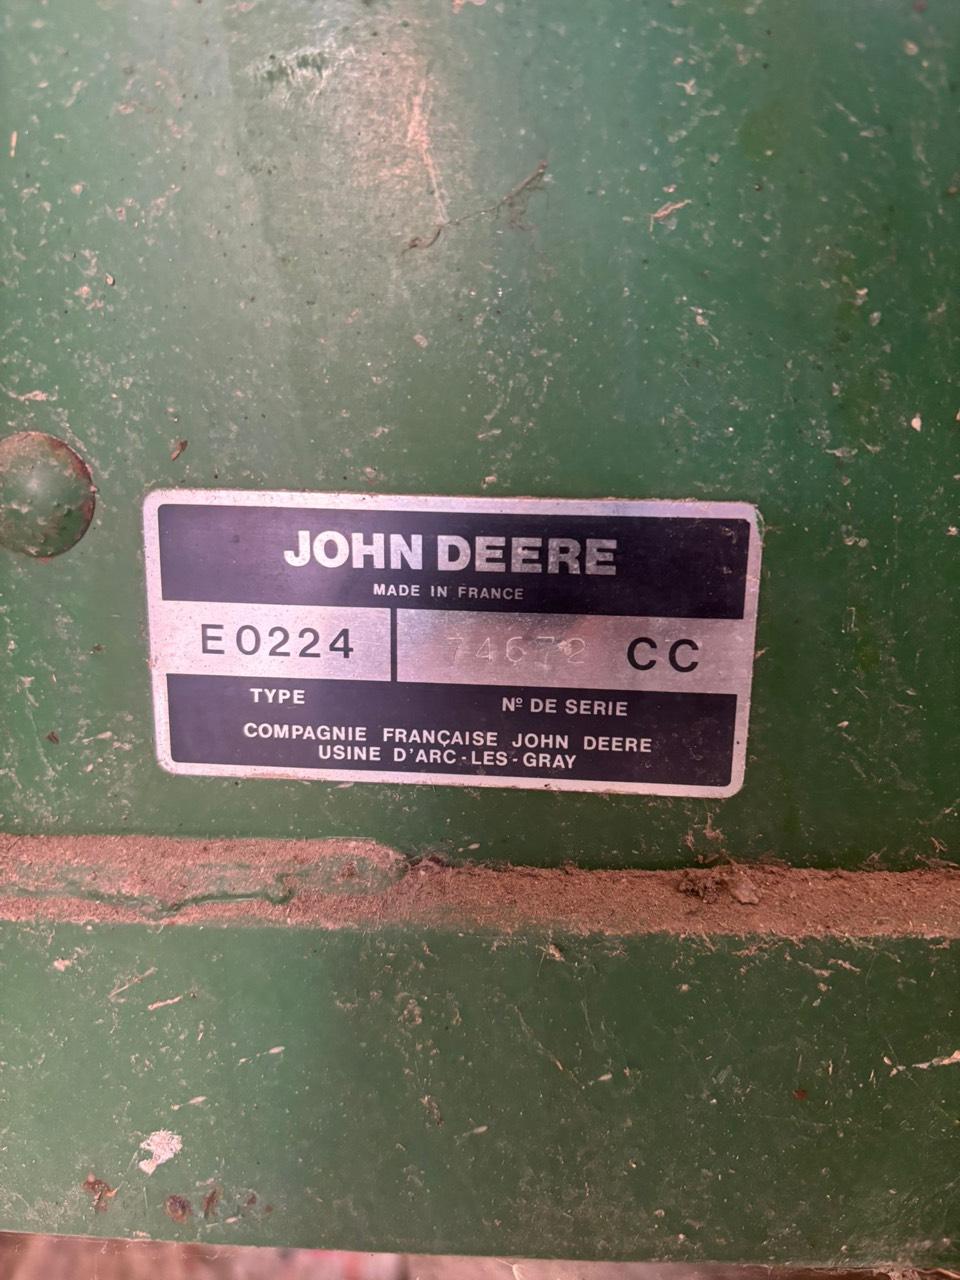 JOHN DEERE
MADE IN FRANCE
E0224 74672 CC
TYPE Nº DE SERIE
COMPAGNIE FRANÇAISE JOHN DEERE
USINE D'ARC-LES-GRAY